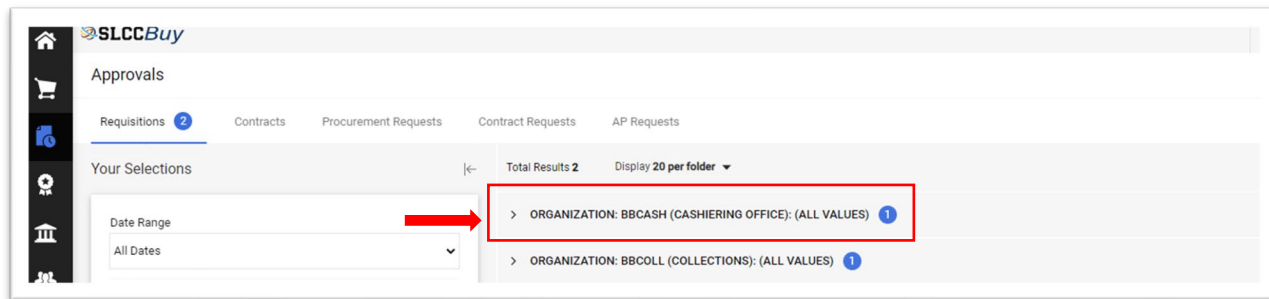 SLCCBuy
Approvals
Requisitions 2 Contracts Procurement Requests Contract Requests AP Requests
Your Selections Total Results 2 Display 20 per folder
Date Range
All Dates
ORGANIZATION: BBCASH (CASHIERING OFFICE): (ALL VALUES) 1
ORGANIZATION: BBCOLL (COLLECTIONS): (ALL VALUES) 1